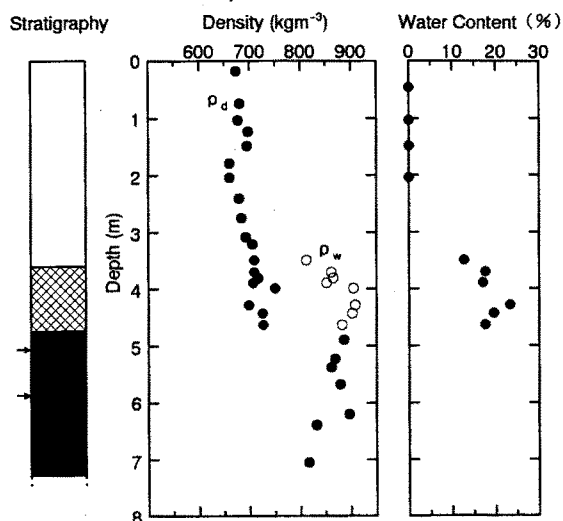 Stratigraphy
Density (kgm⁻³)
Water Content (%)
600 700 800 900
0 10 20 30
0
1
2
3
4
5
6
7
8
Depth (m)
ρd
ρw